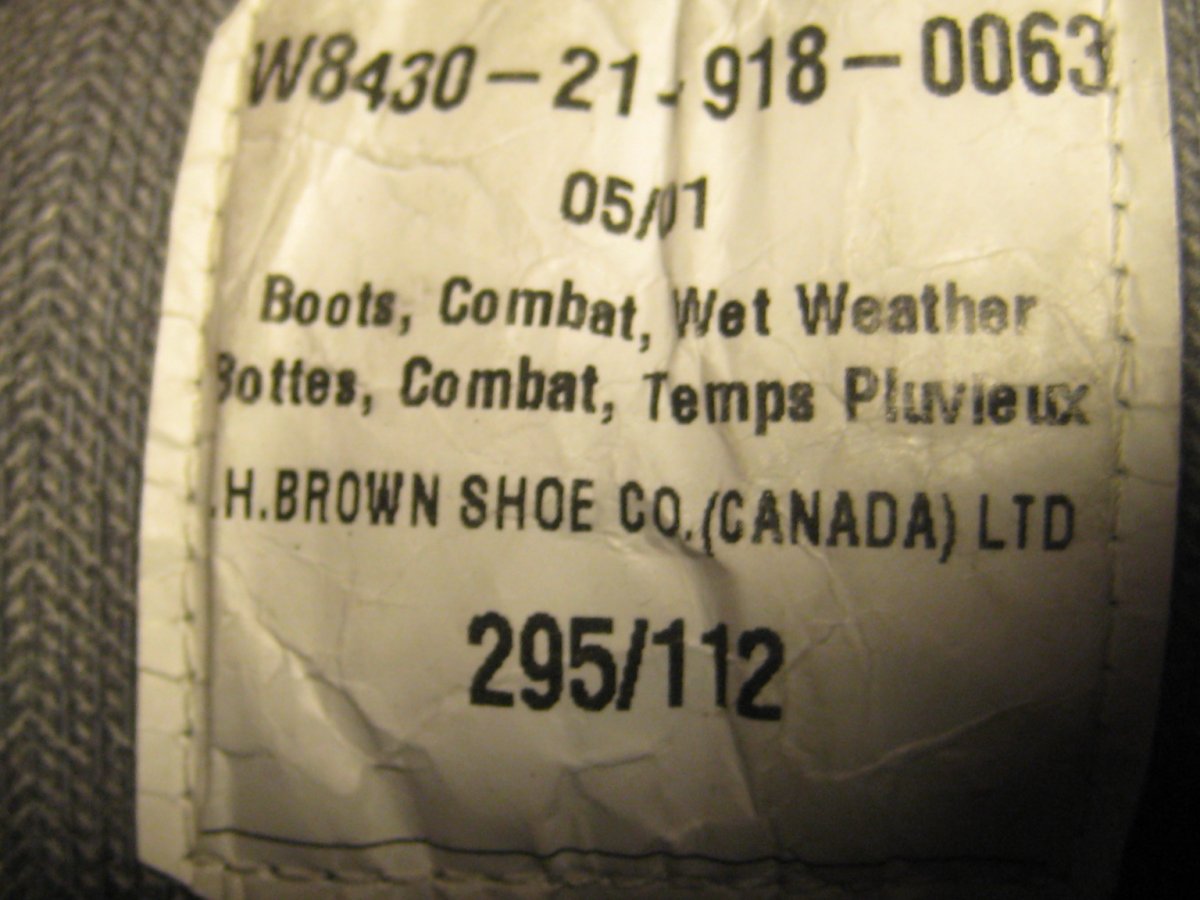 W8430-21-918-0063
05/01
Boots, Combat, Wet Weather
Bottes, Combat, Temps Pluvieux
.H.BROWN SHOE CO.(CANADA) LTD
295/112